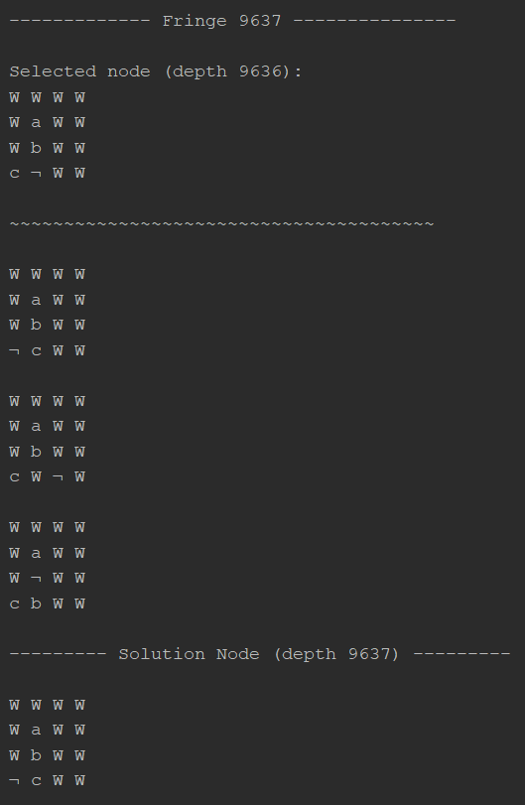 ------------- Fringe 9637 ---------------
Selected node (depth 9636):
W W W W
W a W W
W b W W
c ¬ W W
~~~~~~~~~~~~~~~~~~~~~~~~~~~~~~~~~~~~~~~
W W W W
W a W W
W b W W
¬ c W W
W W W W
W a W W
W b W W
c W ¬ W
W W W W
W a W W
W ¬ W W
c b W W
--------- Solution Node (depth 9637) ---------
W W W W
W a W W
W b W W
¬ c W W